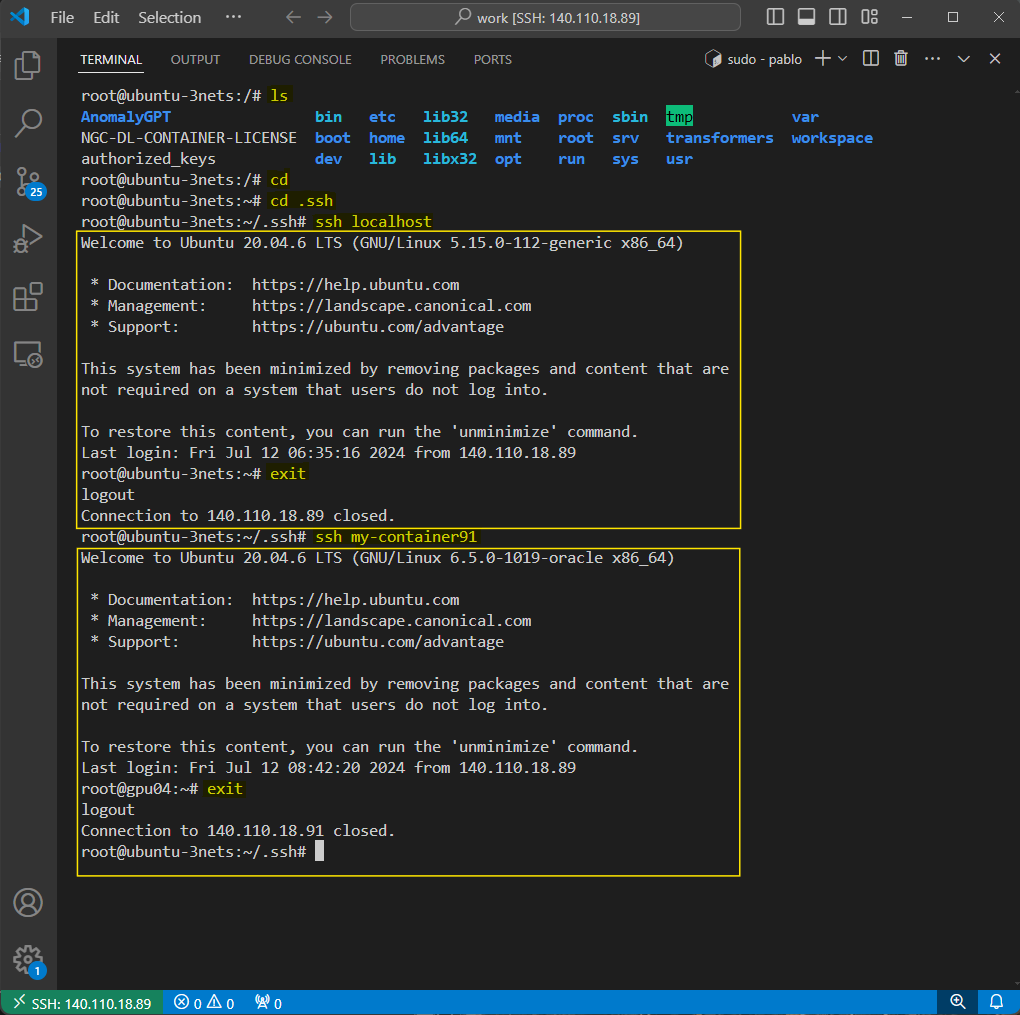 File Edit Selection ··· work [SSH: 140.110.18.89]
TERMINAL OUTPUT DEBUG CONSOLE PROBLEMS PORTS sudo - pablo
root@ubuntu-3nets:/# ls
AnomalyGPT bin etc lib32 media proc sbin tmp var
NGC-DL-CONTAINER-LICENSE boot home lib64 mnt root srv transformers workspace
authorized_keys dev lib libx32 opt run sys usr
root@ubuntu-3nets:/# cd
root@ubuntu-3nets:~# cd .ssh
root@ubuntu-3nets:~/.ssh# ssh localhost
Welcome to Ubuntu 20.04.6 LTS (GNU/Linux 5.15.0-112-generic x86_64)
* Documentation: https://help.ubuntu.com
* Management: https://landscape.canonical.com
* Support: https://ubuntu.com/advantage
This system has been minimized by removing packages and content that are
not required on a system that users do not log into.
To restore this content, you can run the 'unminimize' command.
Last login: Fri Jul 12 06:35:16 2024 from 140.110.18.89
root@ubuntu-3nets:~# exit
logout
Connection to 140.110.18.89 closed.
root@ubuntu-3nets:~/.ssh# ssh my-container91
Welcome to Ubuntu 20.04.6 LTS (GNU/Linux 6.5.0-1019-oracle x86_64)
* Documentation: https://help.ubuntu.com
* Management: https://landscape.canonical.com
* Support: https://ubuntu.com/advantage
This system has been minimized by removing packages and content that are
not required on a system that users do not log into.
To restore this content, you can run the 'unminimize' command.
Last login: Fri Jul 12 08:42:20 2024 from 140.110.18.89
root@gpu04:~# exit
logout
Connection to 140.110.18.91 closed.
root@ubuntu-3nets:~/.ssh#
25
1
SSH: 140.110.18.89 0 0 0